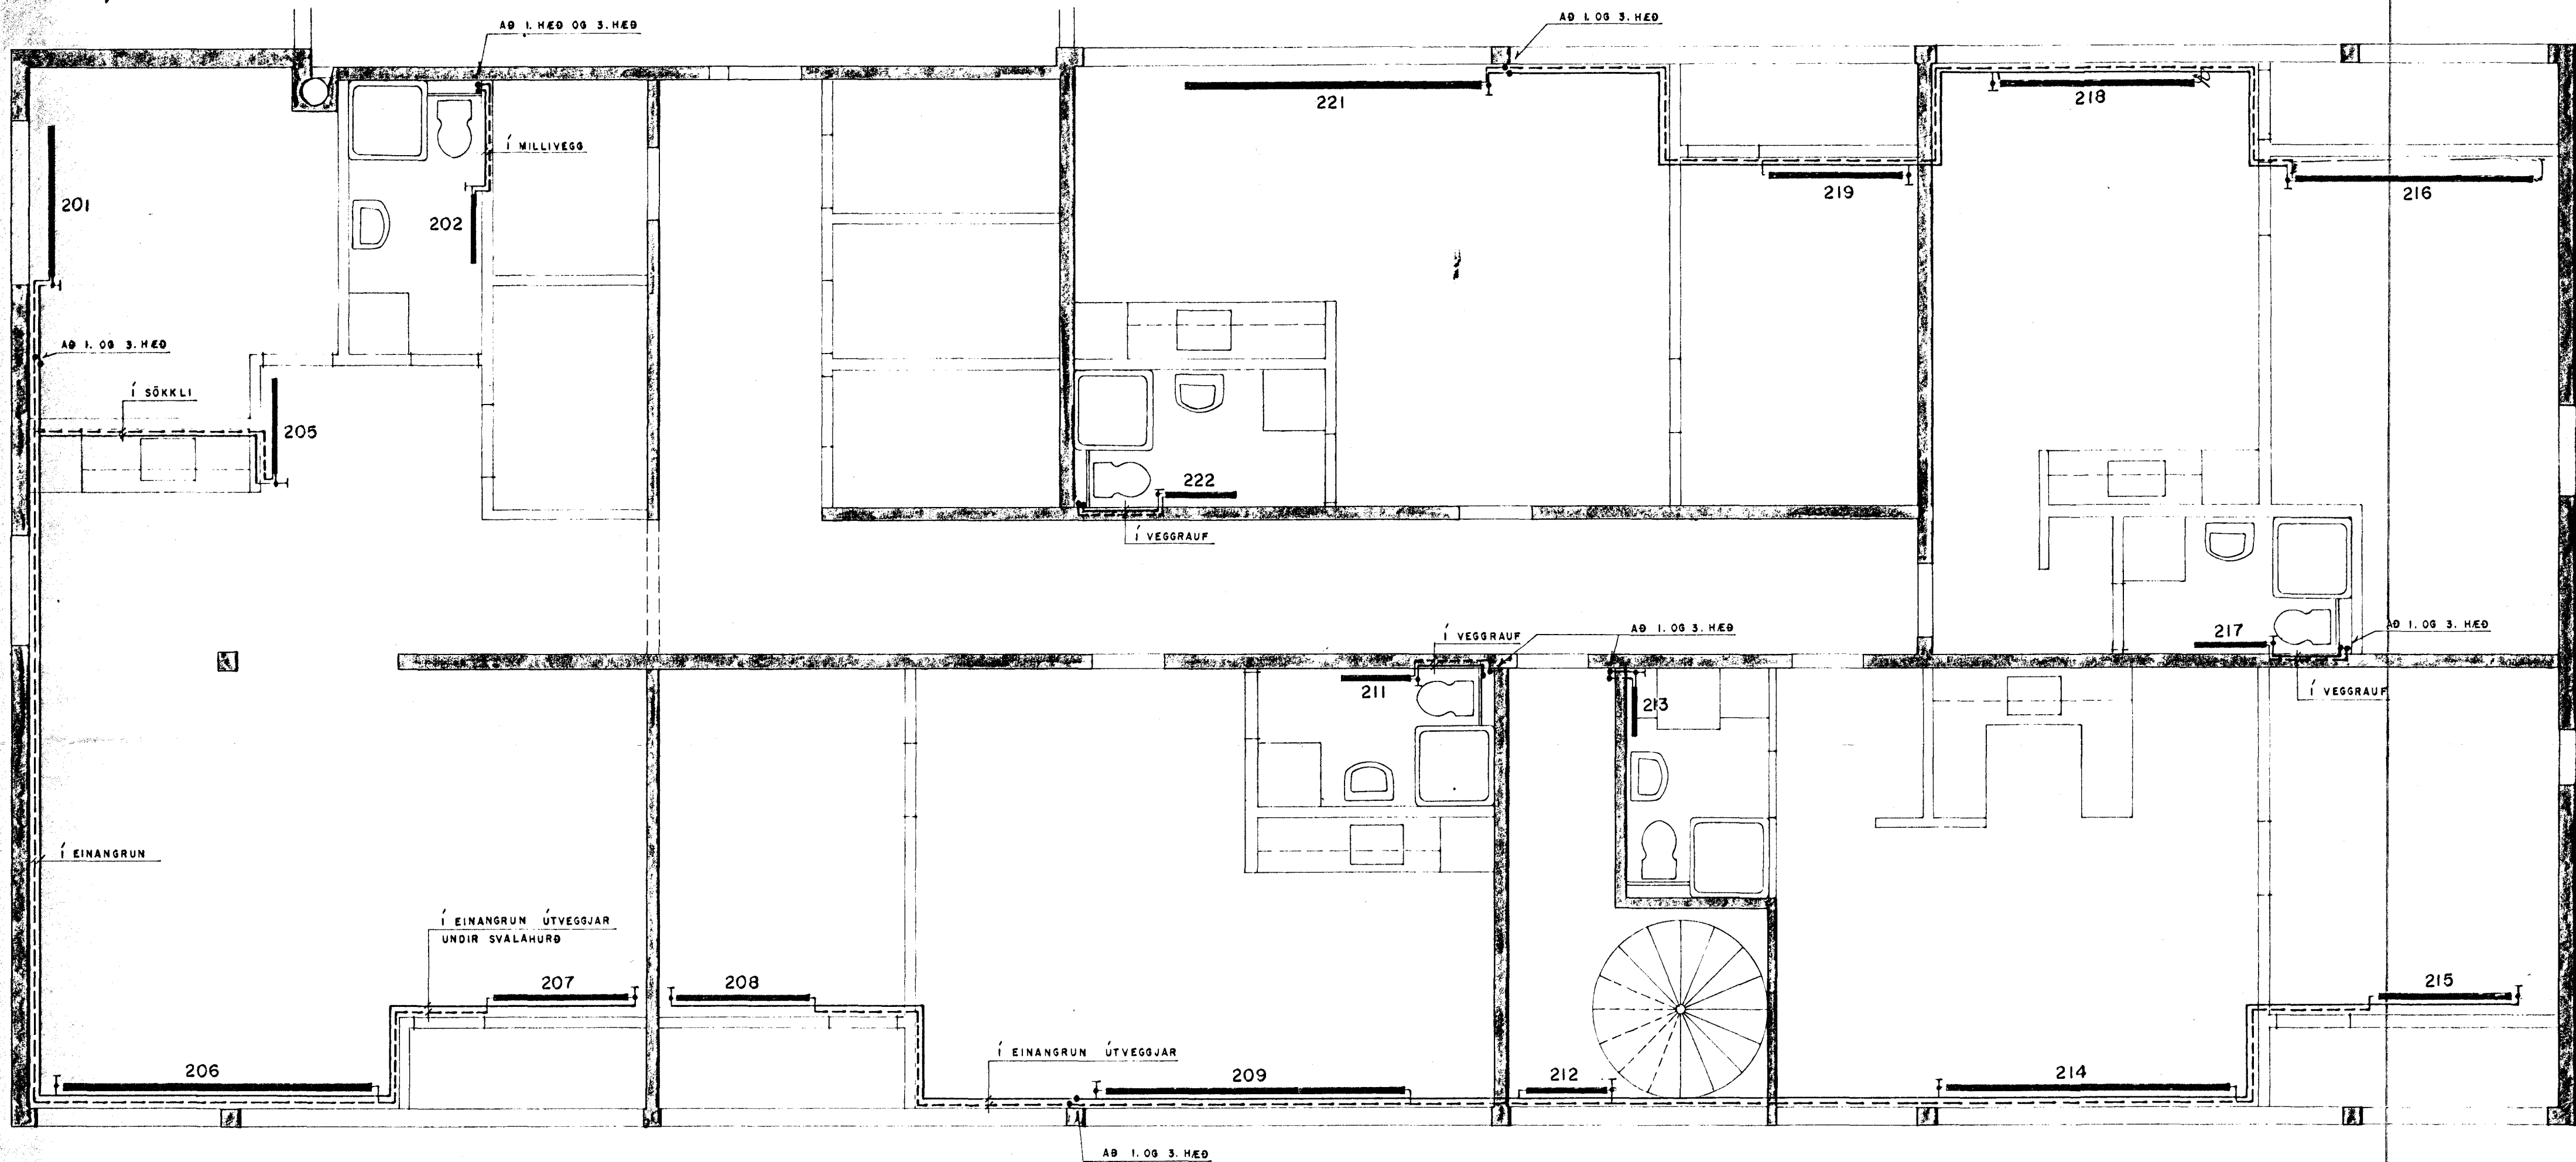 AÐ 1. HÆÐ OG 3. HÆÐ
AÐ 1. OG 3. HÆÐ
221
218
Í MILLIVEGG
201
202
219
216
AÐ 1. OG 3. HÆÐ
Í SÖKKLI
205
222
Í VEGGRAUF
Í VEGGRAUF
AÐ 1. OG 3. HÆÐ
217
AÐ 1. OG 3. HÆÐ
211
213
Í VEGGRAUF
Í EINANGRUN
Í EINANGRUN ÚTVEGGJAR
UNDIR SVALAHURÐ
207
208
215
Í EINANGRUN ÚTVEGGJAR
206
209
212
214
AÐ 1. OG 3. HÆÐ